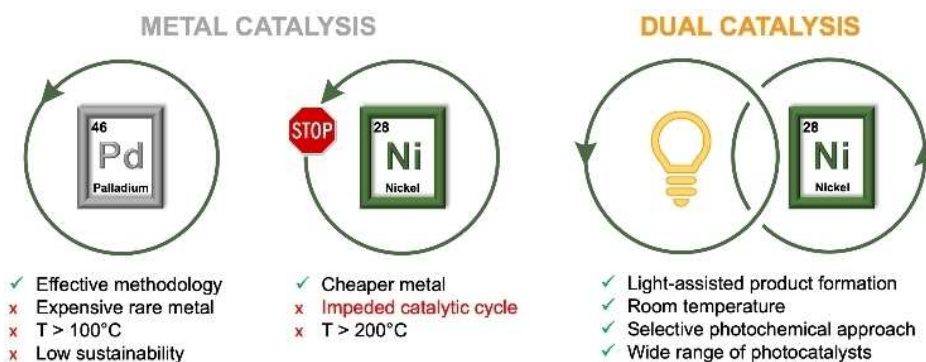 METAL CATALYSIS
46
Pd
Palladium
✓ Effective methodology
x Expensive rare metal
x T > 100°C
x Low sustainability
STOP
28
Ni
Nickel
✓ Cheaper metal
x Impeded catalytic cycle
x T > 200°C
DUAL CATALYSIS
28
Ni
Nickel
✓ Light-assisted product formation
✓ Room temperature
✓ Selective photochemical approach
✓ Wide range of photocatalysts